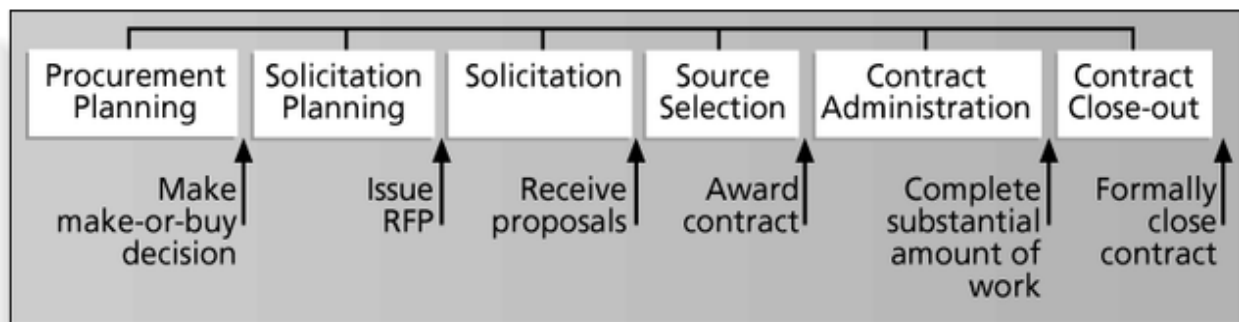 Procurement
Planning
Solicitation
Planning
Solicitation
Source
Selection
Contract
Administration
Contract
Close-out
Make
make-or-buy
decision
Issue
RFP
Receive
proposals
Award
contract
Complete
substantial
amount of
work
Formally
close
contract